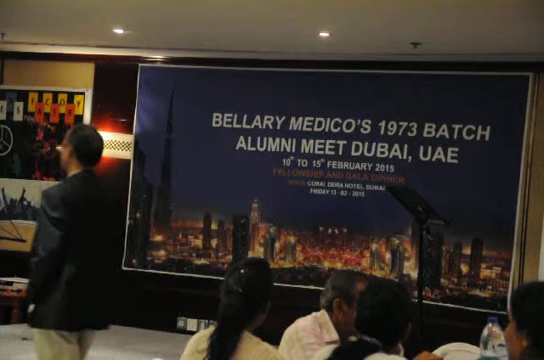 BELLARY MEDICO'S 1973 BATCH
ALUMNI MEET DUBAI, UAE
10th TO 15th FEBRUARY 2015
FELLOWSHIP AND GALA DINNER
CORAL DEIRA HOTEL, DUBAI
FRIDAY 13 - 02 - 2015